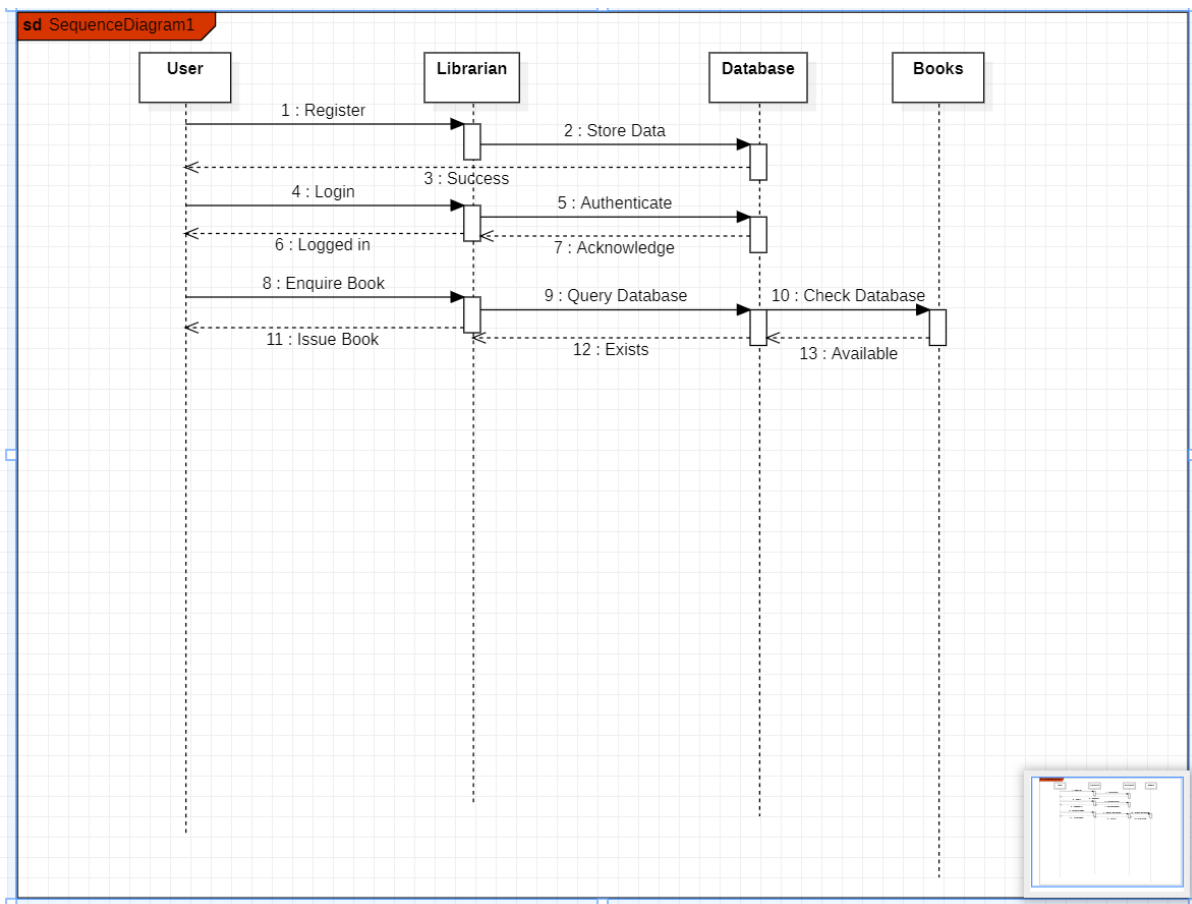 sd SequenceDiagram1
User
Librarian
Database
Books
1 : Register
2 : Store Data
3 : Success
4 : Login
5 : Authenticate
6 : Logged in
7 : Acknowledge
8 : Enquire Book
9 : Query Database
10 : Check Database
11 : Issue Book
12 : Exists
13 : Available